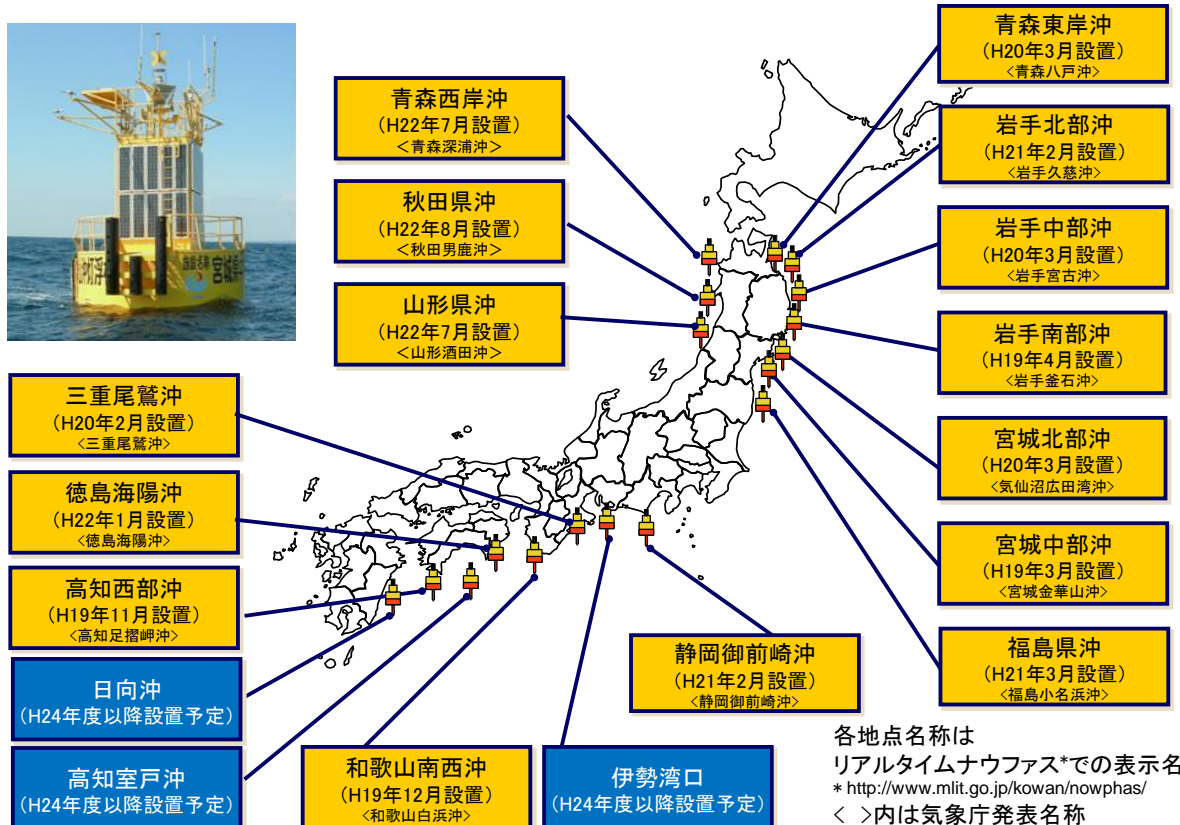 青森東岸沖
(H20年3月設置)
<青森八戸沖>
青森西岸沖
(H22年7月設置)
<青森深浦沖>
岩手北部沖
(H21年2月設置)
<岩手久慈沖>
秋田県沖
(H22年8月設置)
<秋田男鹿沖>
岩手中部沖
(H20年3月設置)
<岩手宮古沖>
山形県沖
(H22年7月設置)
<山形酒田沖>
岩手南部沖
(H19年4月設置)
<岩手釜石沖>
三重尾鷲沖
(H20年2月設置)
<三重尾鷲沖>
宮城北部沖
(H20年3月設置)
<気仙沼広田湾沖>
徳島海陽沖
(H22年1月設置)
<徳島海陽沖>
宮城中部沖
(H19年3月設置)
<宮城金華山沖>
高知西部沖
(H19年11月設置)
<高知足摺岬沖>
福島県沖
(H21年3月設置)
<福島小名浜沖>
静岡御前崎沖
(H21年2月設置)
<静岡御前崎沖>
日向沖
(H24年度以降設置予定)
高知室戸沖
(H24年度以降設置予定)
和歌山南西沖
(H19年12月設置)
<和歌山白浜沖>
伊勢湾口
(H24年度以降設置予定)
各地点名称は
リアルタイムナウファス*での表示名
* http://www.mlit.go.jp/kowan/nowphas/
< >内は気象庁発表名称
施設名称 宮城